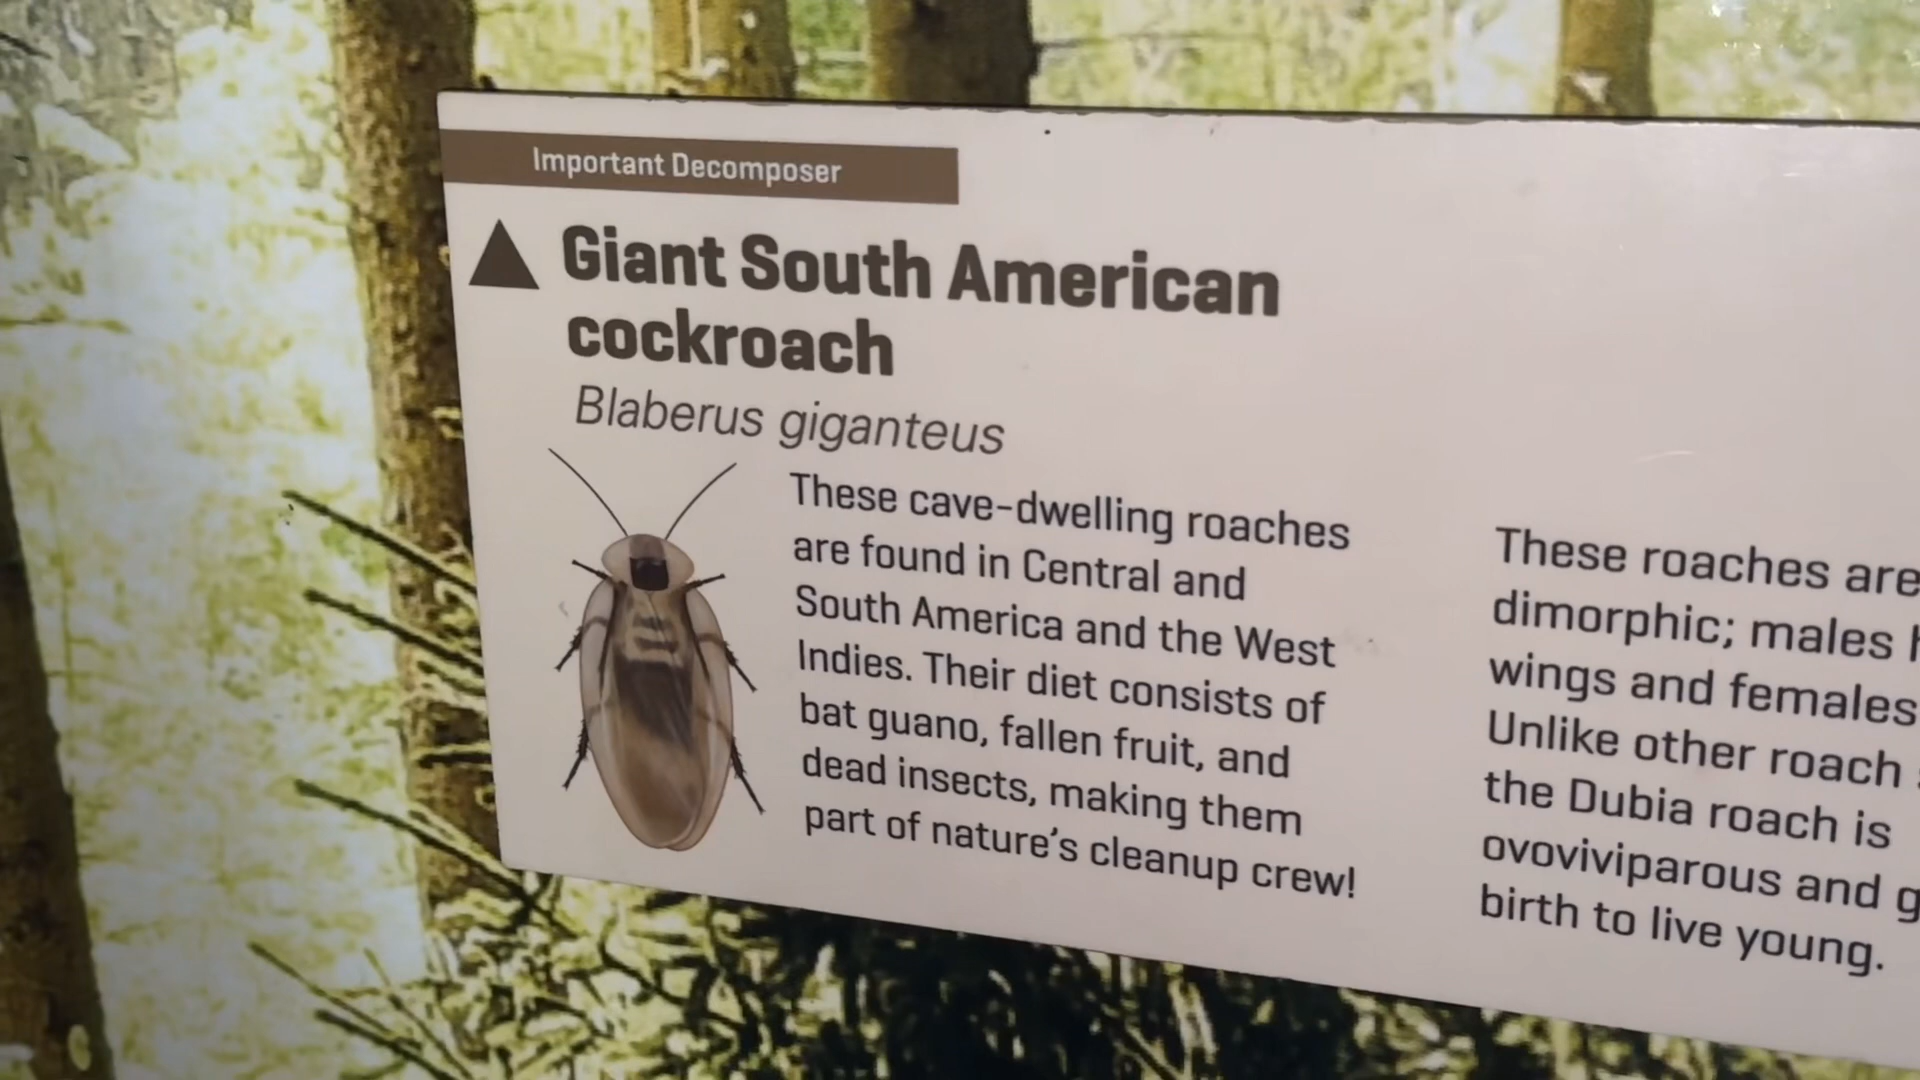 Important Decomposer
Giant South American
cockroach
Blaberus giganteus
These cave-dwelling roaches
are found in Central and
South America and the West
Indies. Their diet consists of
bat guano, fallen fruit, and
dead insects, making them
part of nature's cleanup crew!
These roaches are
dimorphic; males
wings and females
Unlike other roach
the Dubia roach is
ovoviviparous and
birth to live young.